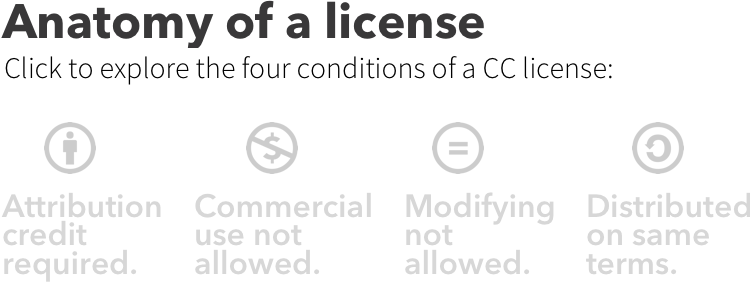 Anatomy of a license
Click to explore the four conditions of a CC license:
Attribution
credit
required.
Commercial
use not
allowed.
Modifying
not
allowed.
Distributed
on same
terms.